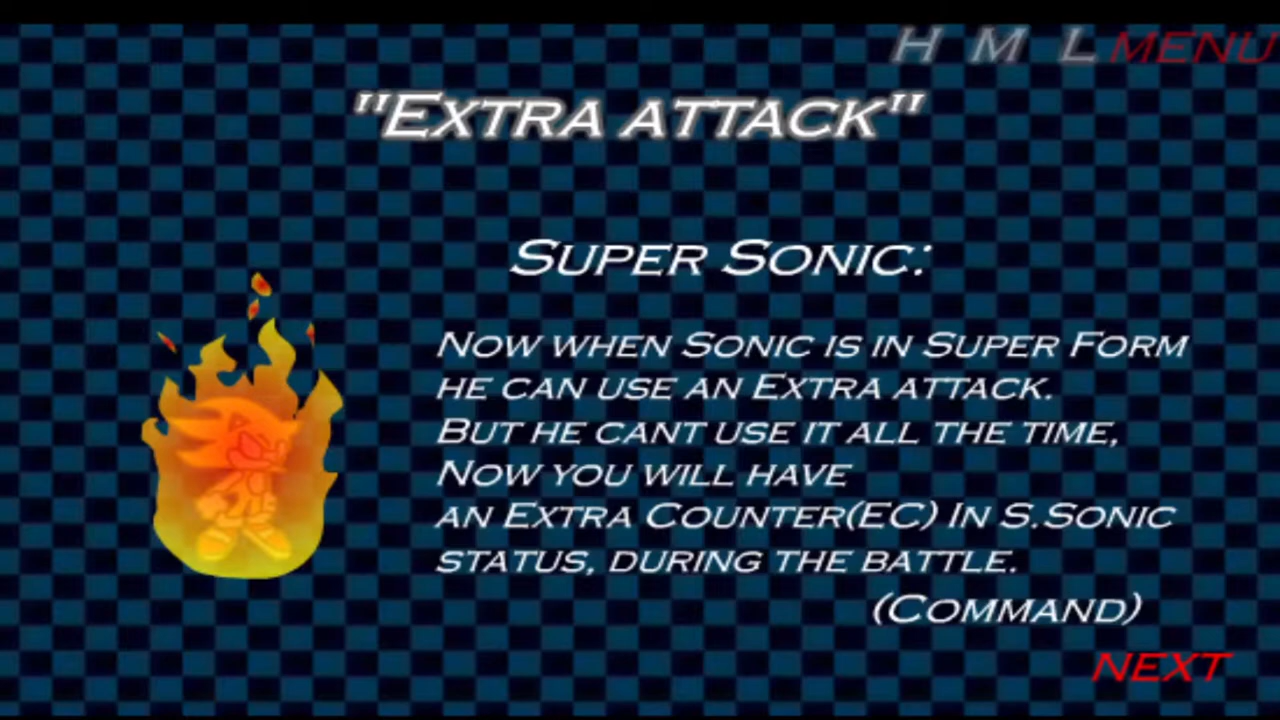 H M L MENU
"EXTRA ATTACK"
SUPER SONIC:
NOW WHEN SONIC IS IN SUPER FORM
HE CAN USE AN EXTRA ATTACK.
BUT HE CANT USE IT ALL THE TIME,
NOW YOU WILL HAVE
AN EXTRA COUNTER(EC) IN S.SONIC
STATUS, DURING THE BATTLE.
(COMMAND)
NEXT